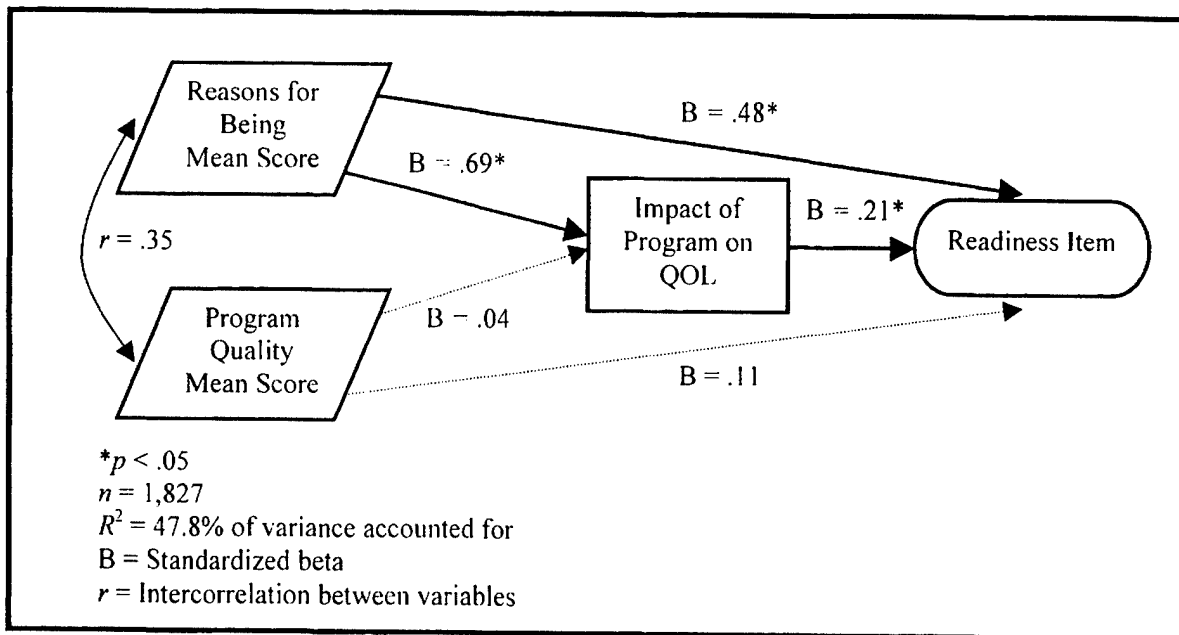 Reasons for
Being
Mean Score
B = .48*
B = .69*
Impact of
Program on
QOL
B = .21*
Readiness Item
r = .35
Program
Quality
Mean Score
B = .04
B = .11
*p < .05
n = 1,827
R² = 47.8% of variance accounted for
B = Standardized beta
r = Intercorrelation between variables